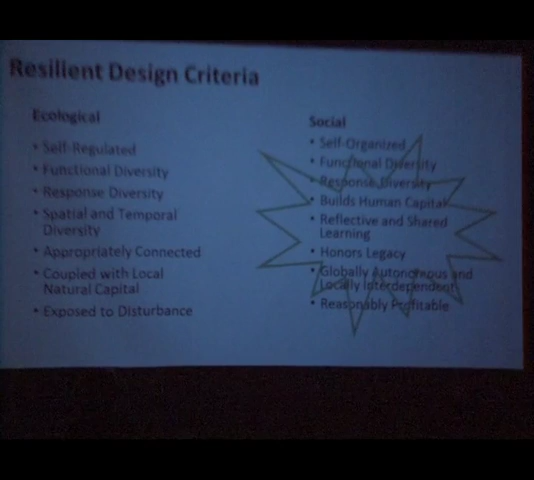 Resilient Design Criteria
Ecological
• Self-Regulated
• Functional Diversity
• Response Diversity
• Spatial and Temporal
Diversity
• Appropriately Connected
• Coupled with Local
Natural Capital
• Exposed to Disturbance
Social
• Self-Organized
• Functional Diversity
• Response Diversity
• Builds Human Capital
• Reflective and Shared
Learning
• Honors Legacy
• Globally Autonomous and
Locally Interdependent
• Reasonably Profitable